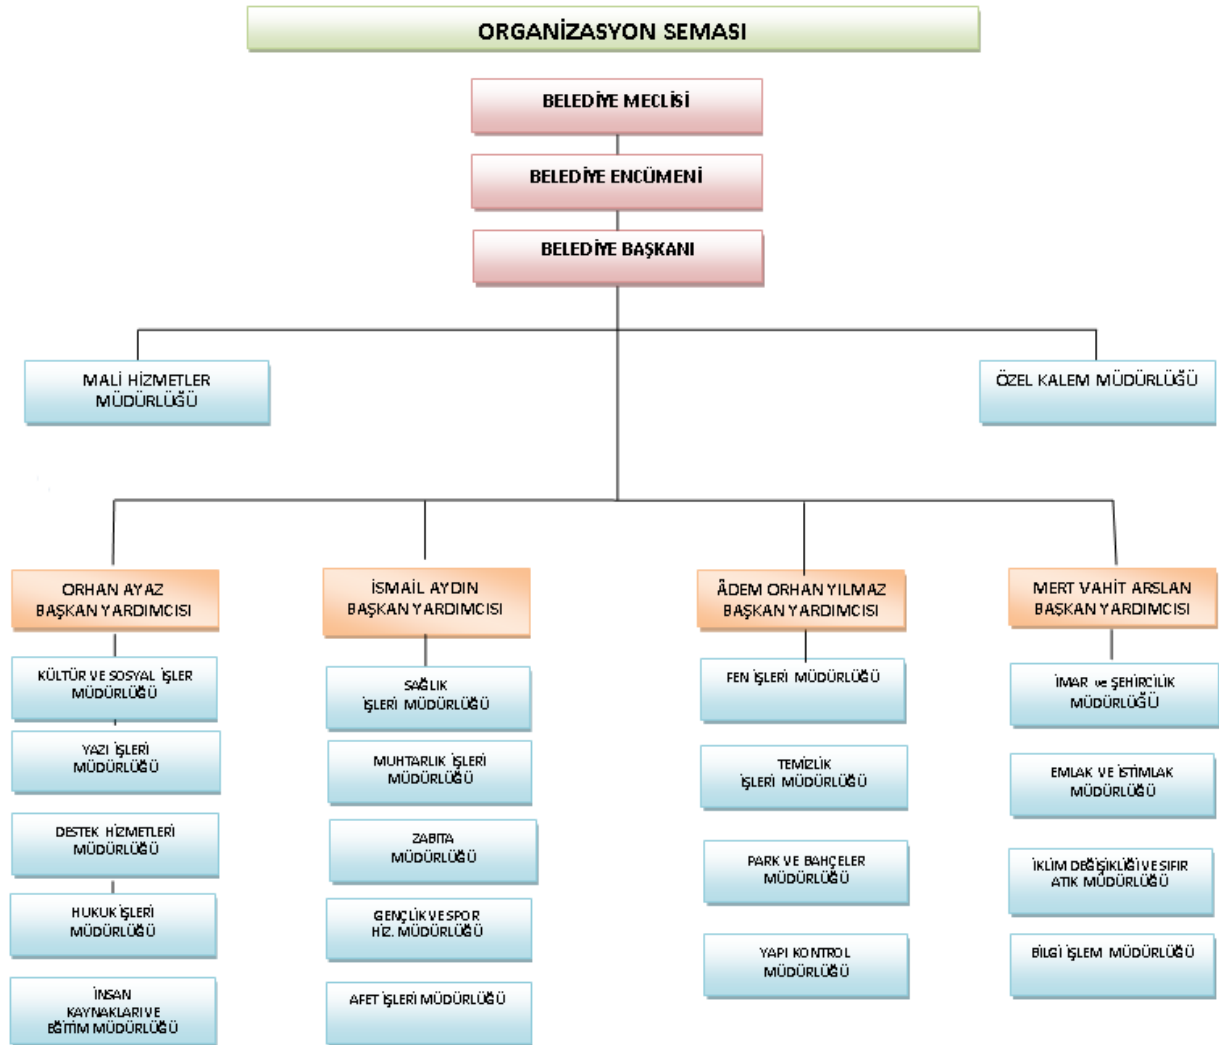 ORGANİZASYON SEMASI
BELEDİYE MECLİSİ
BELEDİYE ENCÜMENİ
BELEDİYE BAŞKANI
MALİ HİZMETLER
MÜDÜRLÜĞÜ
ÖZEL KALEM MÜDÜRLÜĞÜ
ORHAN AYAZ
BAŞKAN YARDIMCISI
KÜLTÜR VE SOSYAL İŞLER
MÜDÜRLÜĞÜ
YAZI İŞLERİ
MÜDÜRLÜĞÜ
DESTEK HİZMETLERİ
MÜDÜRLÜĞÜ
HUKUK İŞLERİ
MÜDÜRLÜĞÜ
İNSAN
KAYNAKLARI VE
EĞİTİM MÜDÜRLÜĞÜ
İSMAİL AYDIN
BAŞKAN YARDIMCISI
SAĞLIK
İŞLERİ MÜDÜRLÜĞÜ
MUHTARLIK İŞLERİ
MÜDÜRLÜĞÜ
ZABITA
MÜDÜRLÜĞÜ
GENÇLİK VE SPOR
HİZ. MÜDÜRLÜĞÜ
AFET İŞLERİ MÜDÜRLÜĞÜ
ÂDEM ORHAN YILMAZ
BAŞKAN YARDIMCISI
FEN İŞLERİ MÜDÜRLÜĞÜ
TEMİZLİK
İŞLERİ MÜDÜRLÜĞÜ
PARK VE BAHÇELER
MÜDÜRLÜĞÜ
YAPI KONTROL
MÜDÜRLÜĞÜ
MERT VAHİT ARSLAN
BAŞKAN YARDIMCISI
İMAR ve ŞEHİRCİLİK
MÜDÜRLÜĞÜ
EMLAK VE İSTİMLAK
MÜDÜRLÜĞÜ
İKLİM DEĞİŞİKLİĞİ VE SIFIR
ATIK MÜDÜRLÜĞÜ
BİLGİ İŞLEM MÜDÜRLÜĞÜ